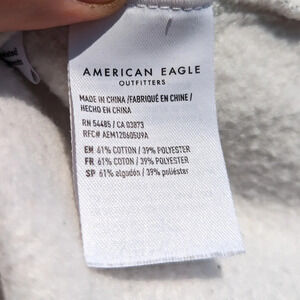 AMERICAN EAGLE
OUTFITTERS
MADE IN CHINA /FABRIQUÉ EN CHINE /
HECHO EN CHINA
RN 54485 / CA 03873
RFC# AEM120605U9A
EN 61% COTTON / 39% POLYESTER
FR 61% COTON / 39% POLYESTER
SP 61% algodón / 39% poliéster